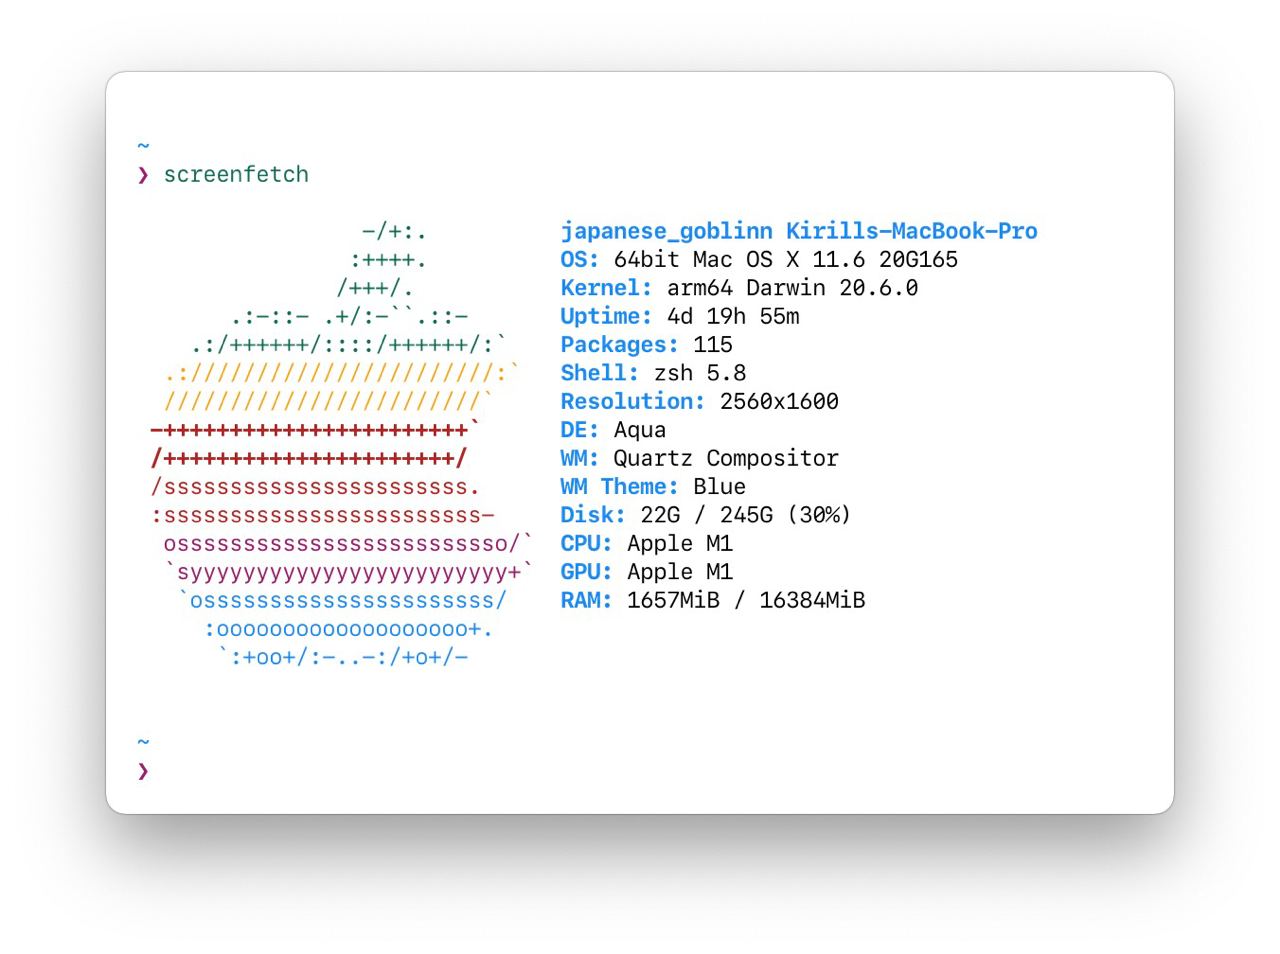 ~
❯ screenfetch
-/+:. japanese_goblinn Kirills-MacBook-Pro
:++++. OS: 64bit Mac OS X 11.6 20G165
/+++/. Kernel: arm64 Darwin 20.6.0
.:-::- .+/:-``.::- Uptime: 4d 19h 55m
.:/++++++/::::/++++++/:` Packages: 115
.:///////////////////////:` Shell: zsh 5.8
////////////////////////` Resolution: 2560x1600
-+++++++++++++++++++++++` DE: Aqua
/++++++++++++++++++++++/ WM: Quartz Compositor
/sssssssssssssssssssssss. WM Theme: Blue
:ssssssssssssssssssssssss- Disk: 22G / 245G (30%)
osssssssssssssssssssssssso/` CPU: Apple M1
`syyyyyyyyyyyyyyyyyyyyyyyy+` GPU: Apple M1
`ossssssssssssssssssssss/ RAM: 1657MiB / 16384MiB
:ooooooooooooooooooo+.
`:+oo+/:-..-:/+o+/-
~
❯